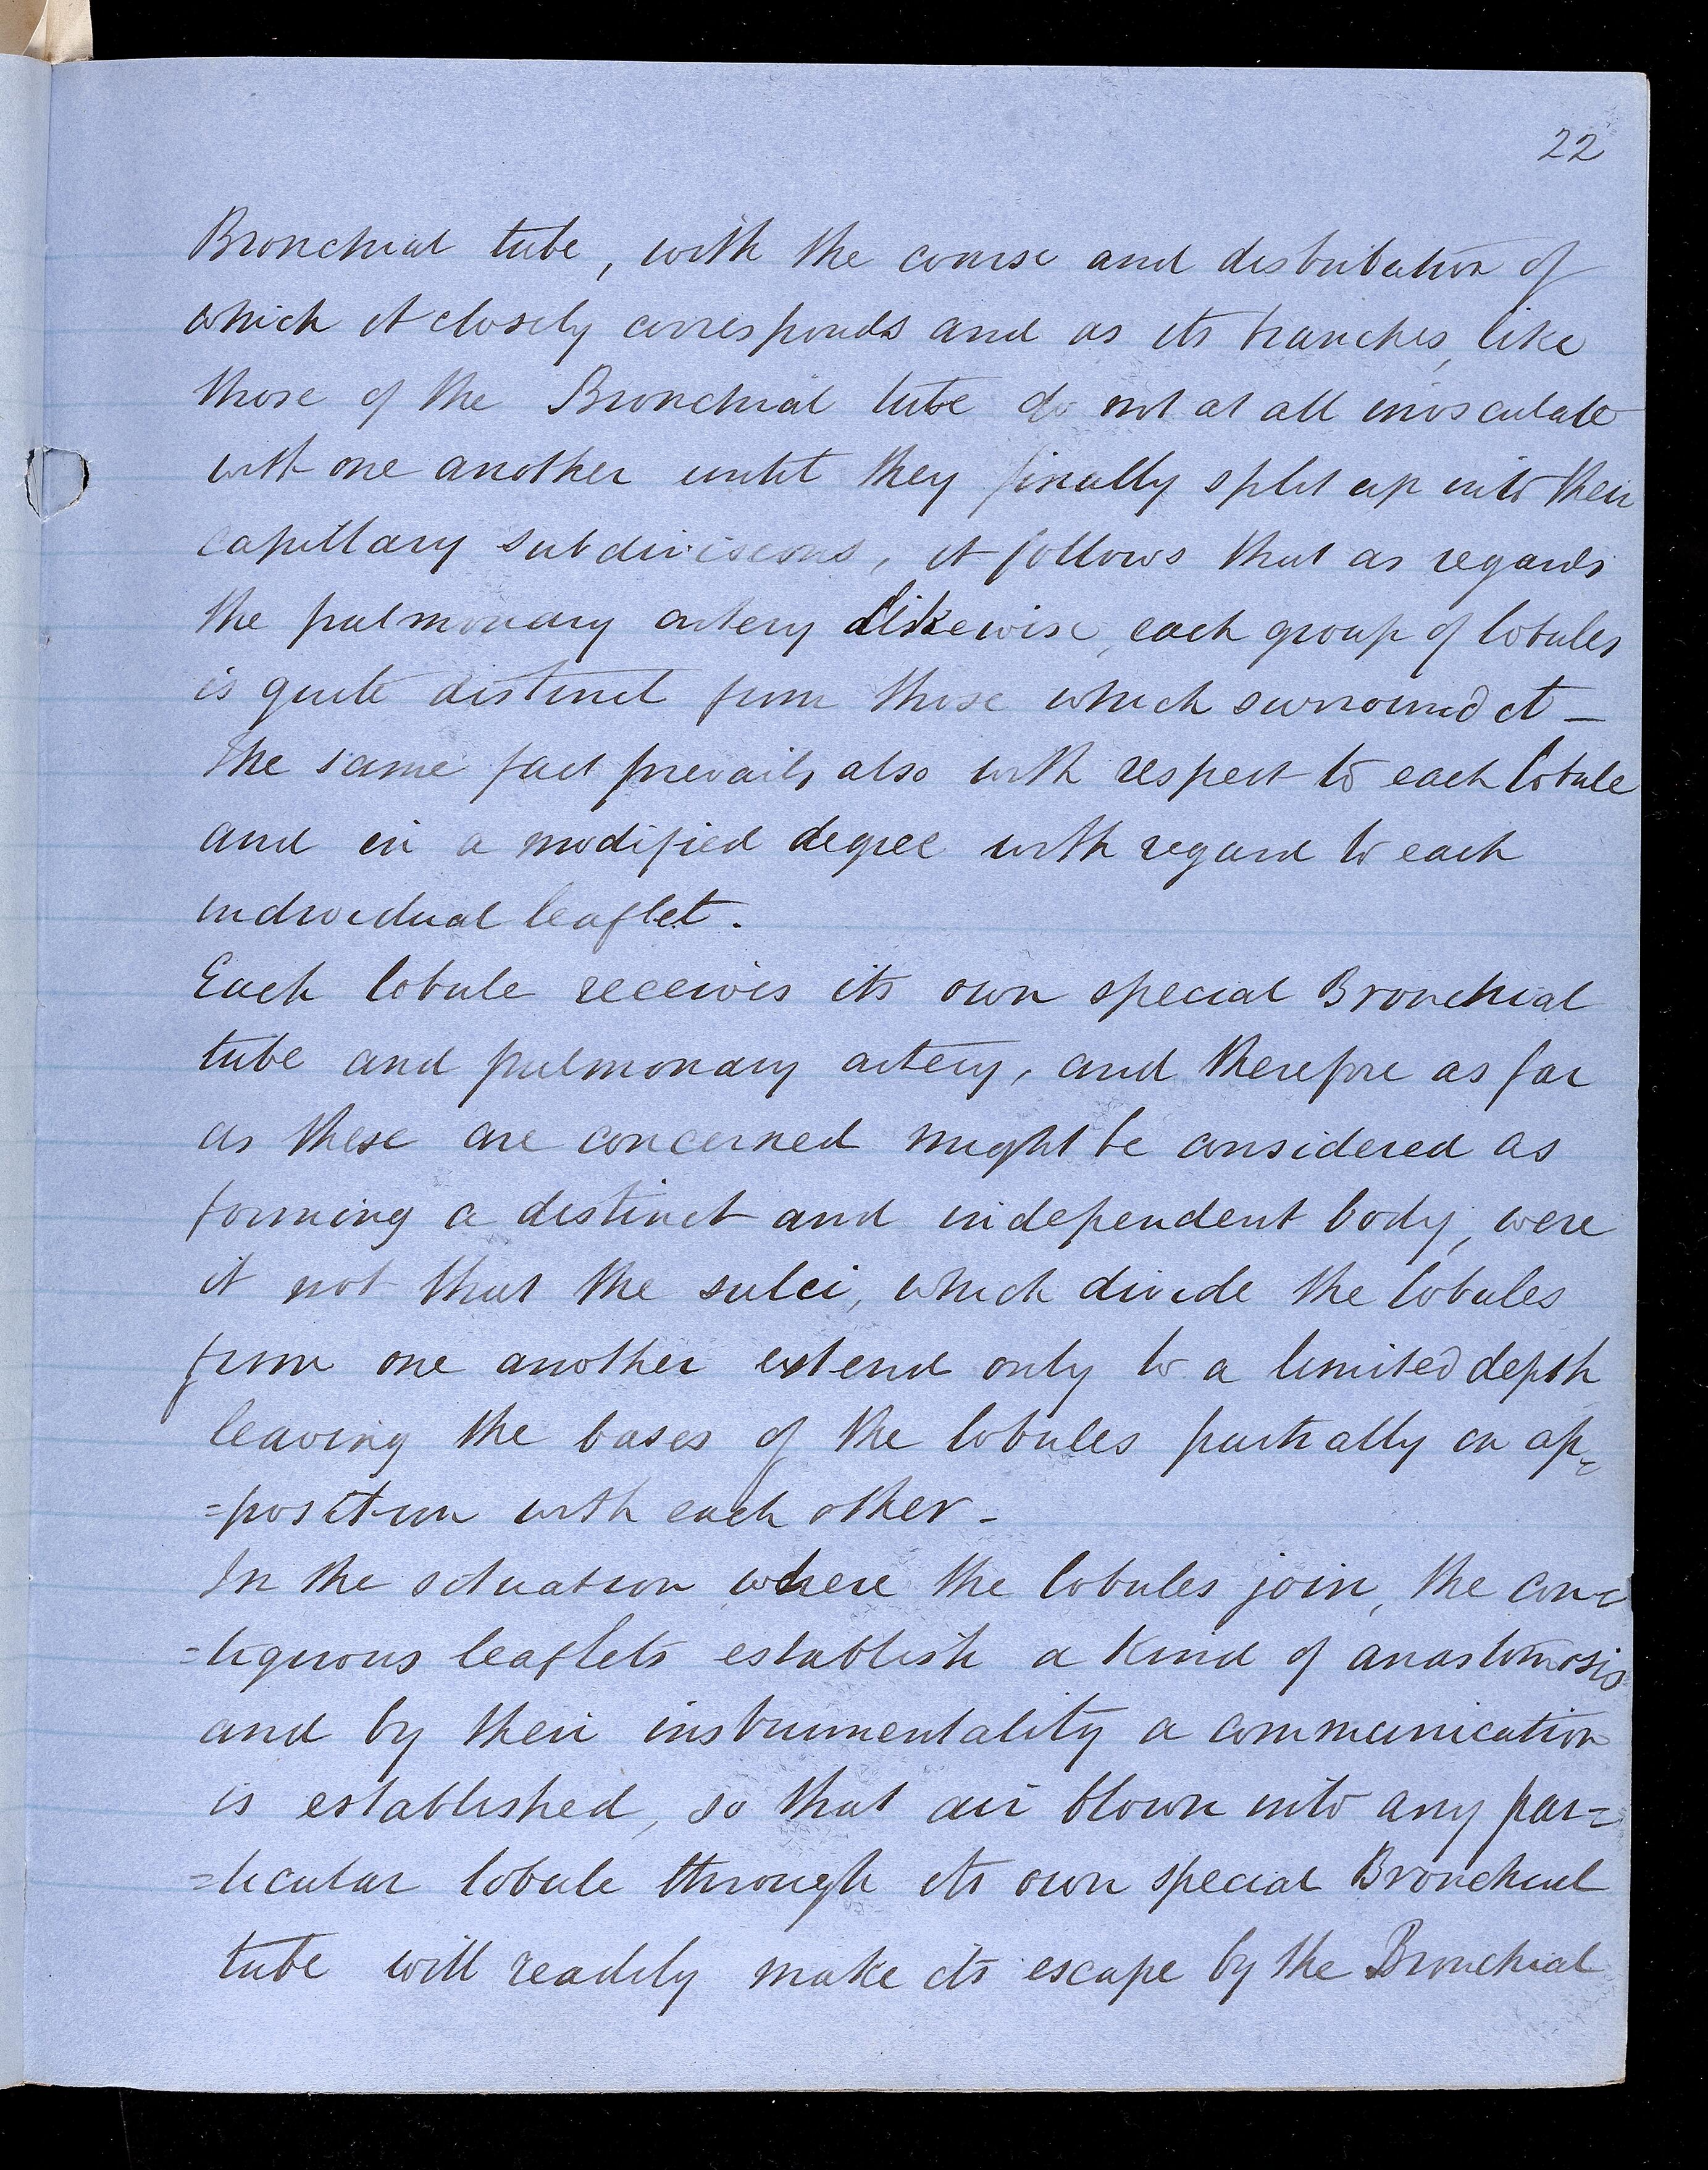 22
Bronchial tube, with the course and distribution of
which it closely corresponds and as its branches, like
those of the Bronchial tube do not at all inosculate
with one another until they finally split up into their
capillary subdivisions, it follows that as regards
the pulmonary artery likewise, each group of lobules
is quite distinct from those which surround it —
The same fact prevails also with respect to each lobule
and in a modified degree with regard to each
individual leaflet.
Each lobule receives its own special Bronchial
tube and pulmonary artery, and therefore as far
as these are concerned might be considered as
forming a distinct and independent body, were
it not that the sulci, which divide the lobules
from one another extend only to a limited depth
leaving the bases of the lobules partially in ap=
=position with each other -
In the situation where the lobules join, the con=
=tiguous leaflets establish a kind of anastomosis
and by their instrumentality a communication
is established, so that air blown into any par=
=ticular lobule through its own special Bronchial
tube will readily make its escape by the Bronchial